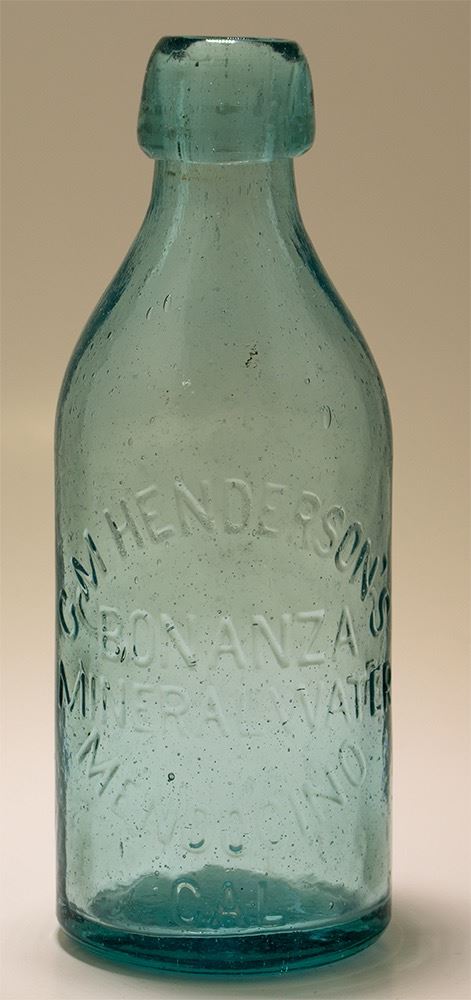 G.M HENDERSON'S
BONANZA
MINERAL WATER
MENDOCINO
CAL